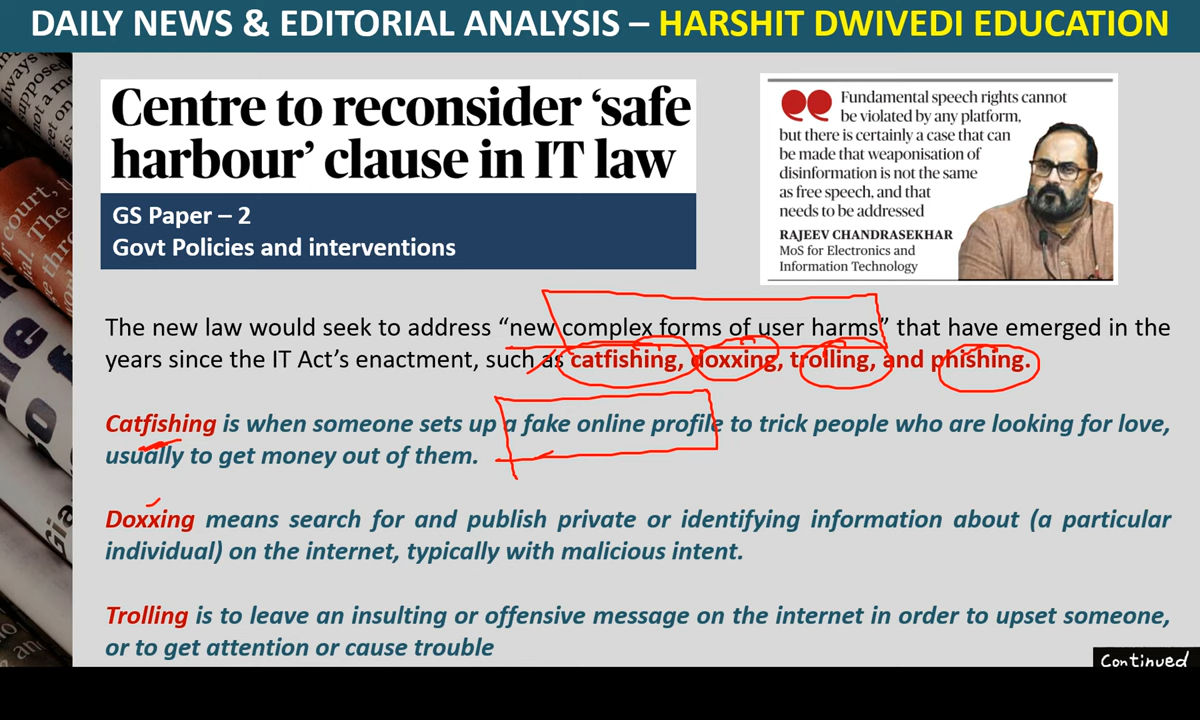 DAILY NEWS & EDITORIAL ANALYSIS – HARSHIT DWIVEDI EDUCATION
Centre to reconsider ‘safe
harbour’ clause in IT law
GS Paper – 2
Govt Policies and interventions
Fundamental speech rights cannot
be violated by any platform,
but there is certainly a case that can
be made that weaponisation of
disinformation is not the same
as free speech, and that
needs to be addressed
RAJEEV CHANDRASEKHAR
MoS for Electronics and
Information Technology
The new law would seek to address “new complex forms of user harms” that have emerged in the
years since the IT Act’s enactment, such as catfishing, doxxing, trolling, and phishing.
Catfishing is when someone sets up a fake online profile to trick people who are looking for love,
usually to get money out of them.
Doxxing means search for and publish private or identifying information about (a particular
individual) on the internet, typically with malicious intent.
Trolling is to leave an insulting or offensive message on the internet in order to upset someone,
or to get attention or cause trouble
Continued